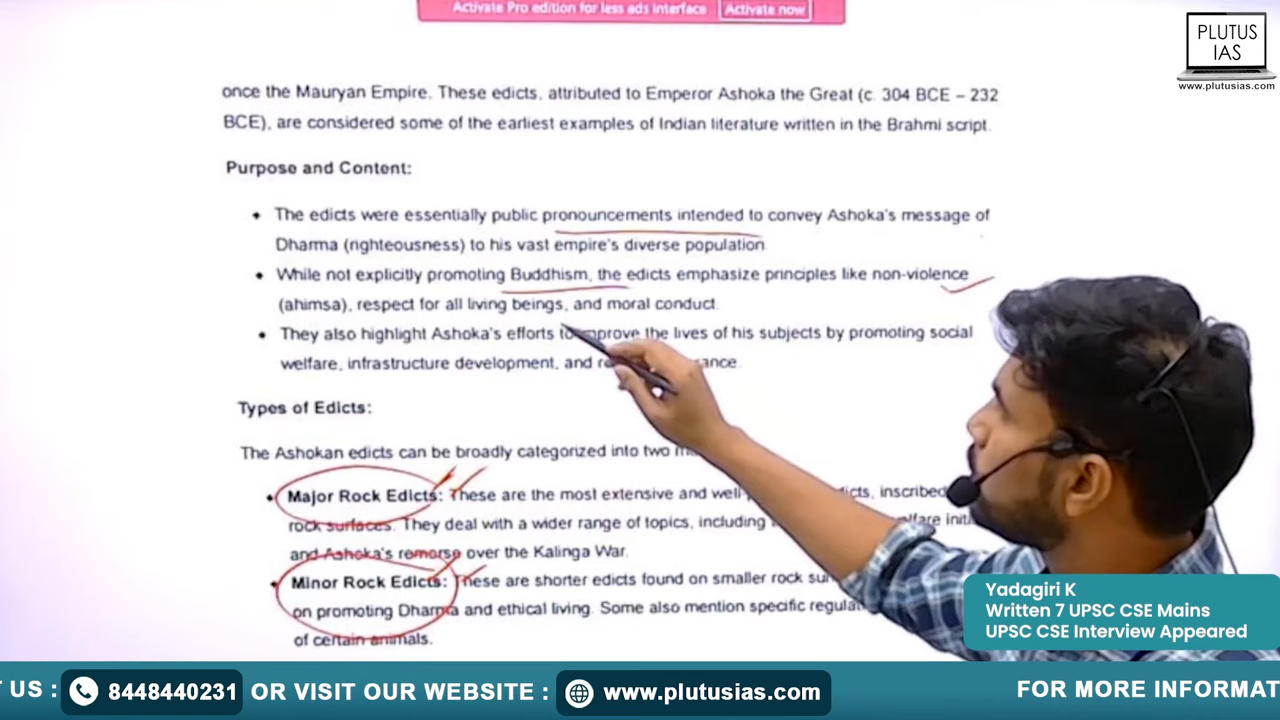 Activate Pro edition for less ads interface Activate now
PLUTUS
IAS
www.plutusias.com
once the Mauryan Empire. These edicts, attributed to Emperor Ashoka the Great (c. 304 BCE – 232
BCE), are considered some of the earliest examples of Indian literature written in the Brahmi script.
Purpose and Content:
• The edicts were essentially public pronouncements intended to convey Ashoka's message of
Dharma (righteousness) to his vast empire's diverse population
• While not explicitly promoting Buddhism, the edicts emphasize principles like non-violence
(ahimsa), respect for all living beings, and moral conduct.
• They also highlight Ashoka's efforts to improve the lives of his subjects by promoting social
welfare, infrastructure development, and
Types of Edicts:
The Ashokan edicts can be broadly categorized into two
• Major Rock Edicts: These are the most extensive and well inscribed
rock surfaces. They deal with a wider range of topics, including
and Ashoka's remorse over the Kalinga War.
• Minor Rock Edicts: These are shorter edicts found on smaller rock
on promoting Dharma and ethical living. Some also mention specific
of certain animals.
Yadagiri K
Written 7 UPSC CSE Mains
UPSC CSE Interview Appeared
US : 8448440231 OR VISIT OUR WEBSITE : www.plutusias.com FOR MORE